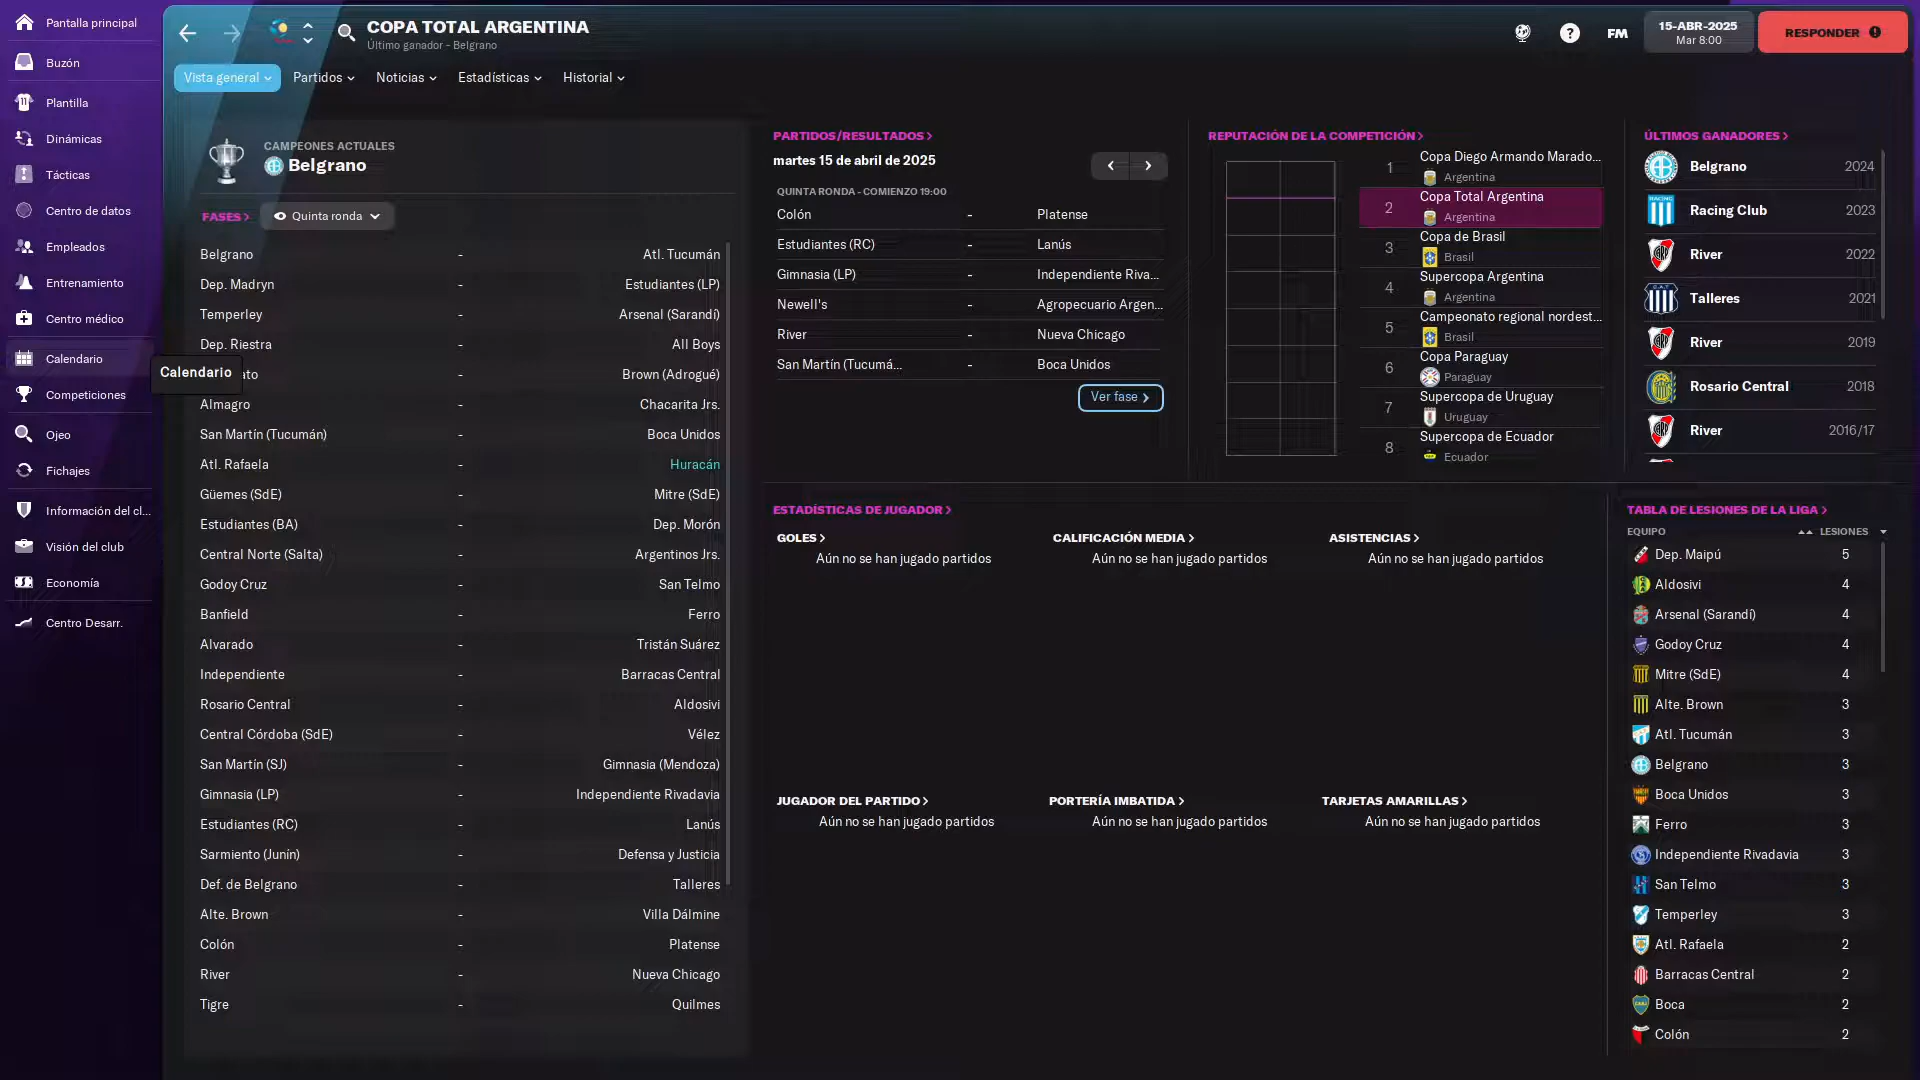 Pantalla principal
Buzón
Plantilla
Dinámicas
Tácticas
Centro de datos
Empleados
Entrenamiento
Centro médico
Calendario
Calendario
Competiciones
Ojeo
Fichajes
Información del cl...
Visión del club
Economía
Centro Desarr.
COPA TOTAL ARGENTINA
Último ganador - Belgrano
FM
15-ABR-2025
Mar 8:00
RESPONDER
Vista general
Partidos
Noticias
Estadísticas
Historial
CAMPEONES ACTUALES
Belgrano
FASES
Quinta ronda
Belgrano - Atl. Tucumán
Dep. Madryn - Estudiantes (LP)
Temperley - Arsenal (Sarandí)
Dep. Riestra - All Boys
ato - Brown (Adrogué)
Almagro - Chacarita Jrs.
San Martín (Tucumán) - Boca Unidos
Atl. Rafaela - Huracán
Güemes (SdE) - Mitre (SdE)
Estudiantes (BA) - Dep. Morón
Central Norte (Salta) - Argentinos Jrs.
Godoy Cruz - San Telmo
Banfield - Ferro
Alvarado - Tristán Suárez
Independiente - Barracas Central
Rosario Central - Aldosivi
Central Córdoba (SdE) - Vélez
San Martín (SJ) - Gimnasia (Mendoza)
Gimnasia (LP) - Independiente Rivadavia
Estudiantes (RC) - Lanús
Sarmiento (Junín) - Defensa y Justicia
Def. de Belgrano - Talleres
Alte. Brown - Villa Dálmine
Colón - Platense
River - Nueva Chicago
Tigre - Quilmes
PARTIDOS/RESULTADOS
martes 15 de abril de 2025
QUINTA RONDA - COMIENZO 19:00
Colón - Platense
Estudiantes (RC) - Lanús
Gimnasia (LP) - Independiente Riva...
Newell's - Agropecuario Argen...
River - Nueva Chicago
San Martín (Tucumá... - Boca Unidos
Ver fase
REPUTACIÓN DE LA COMPETICIÓN
1 Copa Diego Armando Marado...
Argentina
2 Copa Total Argentina
Argentina
3 Copa de Brasil
Brasil
4 Supercopa Argentina
Argentina
5 Campeonato regional nordest...
Brasil
6 Copa Paraguay
Paraguay
7 Supercopa de Uruguay
Uruguay
8 Supercopa de Ecuador
Ecuador
ÚLTIMOS GANADORES
Belgrano 2024
Racing Club 2023
River 2022
Talleres 2021
River 2019
Rosario Central 2018
River 2016/17
ESTADÍSTICAS DE JUGADOR
GOLES
Aún no se han jugado partidos
CALIFICACIÓN MEDIA
Aún no se han jugado partidos
ASISTENCIAS
Aún no se han jugado partidos
JUGADOR DEL PARTIDO
Aún no se han jugado partidos
PORTERÍA IMBATIDA
Aún no se han jugado partidos
TARJETAS AMARILLAS
Aún no se han jugado partidos
TABLA DE LESIONES DE LA LIGA
EQUIPO LESIONES
Dep. Maipú 5
Aldosivi 4
Arsenal (Sarandí) 4
Godoy Cruz 4
Mitre (SdE) 4
Alte. Brown 3
Atl. Tucumán 3
Belgrano 3
Boca Unidos 3
Ferro 3
Independiente Rivadavia 3
San Telmo 3
Temperley 3
Atl. Rafaela 2
Barracas Central 2
Boca 2
Colón 2